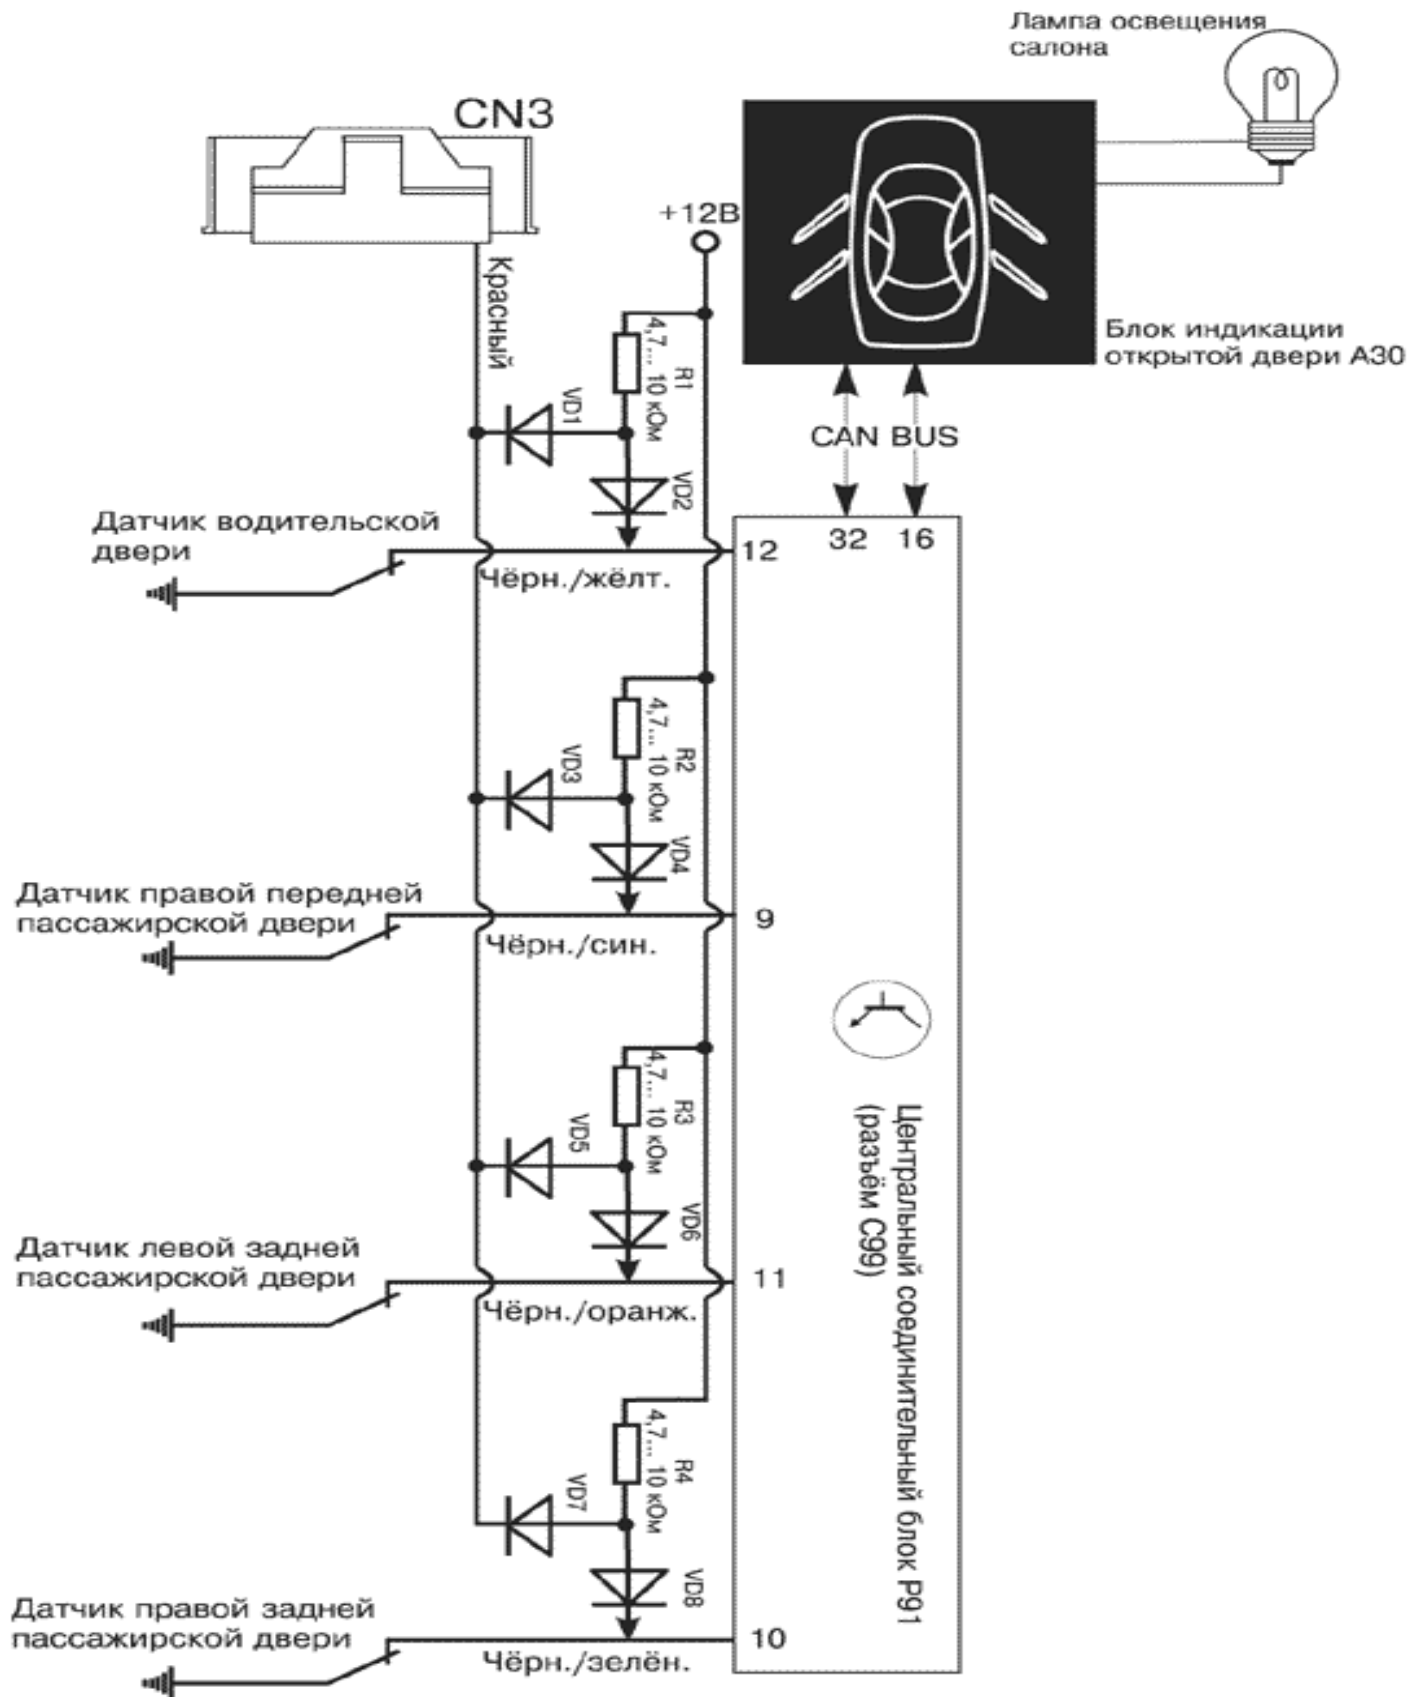 Лампа освещения
салона
CN3
+12В
Красный
4,7... 10 кОм
R1
VD1
VD2
Блок индикации
открытой двери А30
CAN BUS
Датчик водительской
двери
12
32
16
Чёрн./жёлт.
4,7... 10 кОм
R2
VD3
VD4
Датчик правой передней
пассажирской двери
9
Чёрн./син.
4,7... 10 кОм
R3
VD5
VD6
Центральный соединительный блок Р91
(разъём С99)
Датчик левой задней
пассажирской двери
11
Чёрн./оранж.
4,7... 10 кОм
R4
VD7
VD8
Датчик правой задней
пассажирской двери
10
Чёрн./зелён.